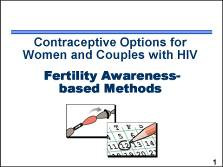 Contraceptive Options for
Women and Couples with HIV
Fertility Awareness-
based Methods
1